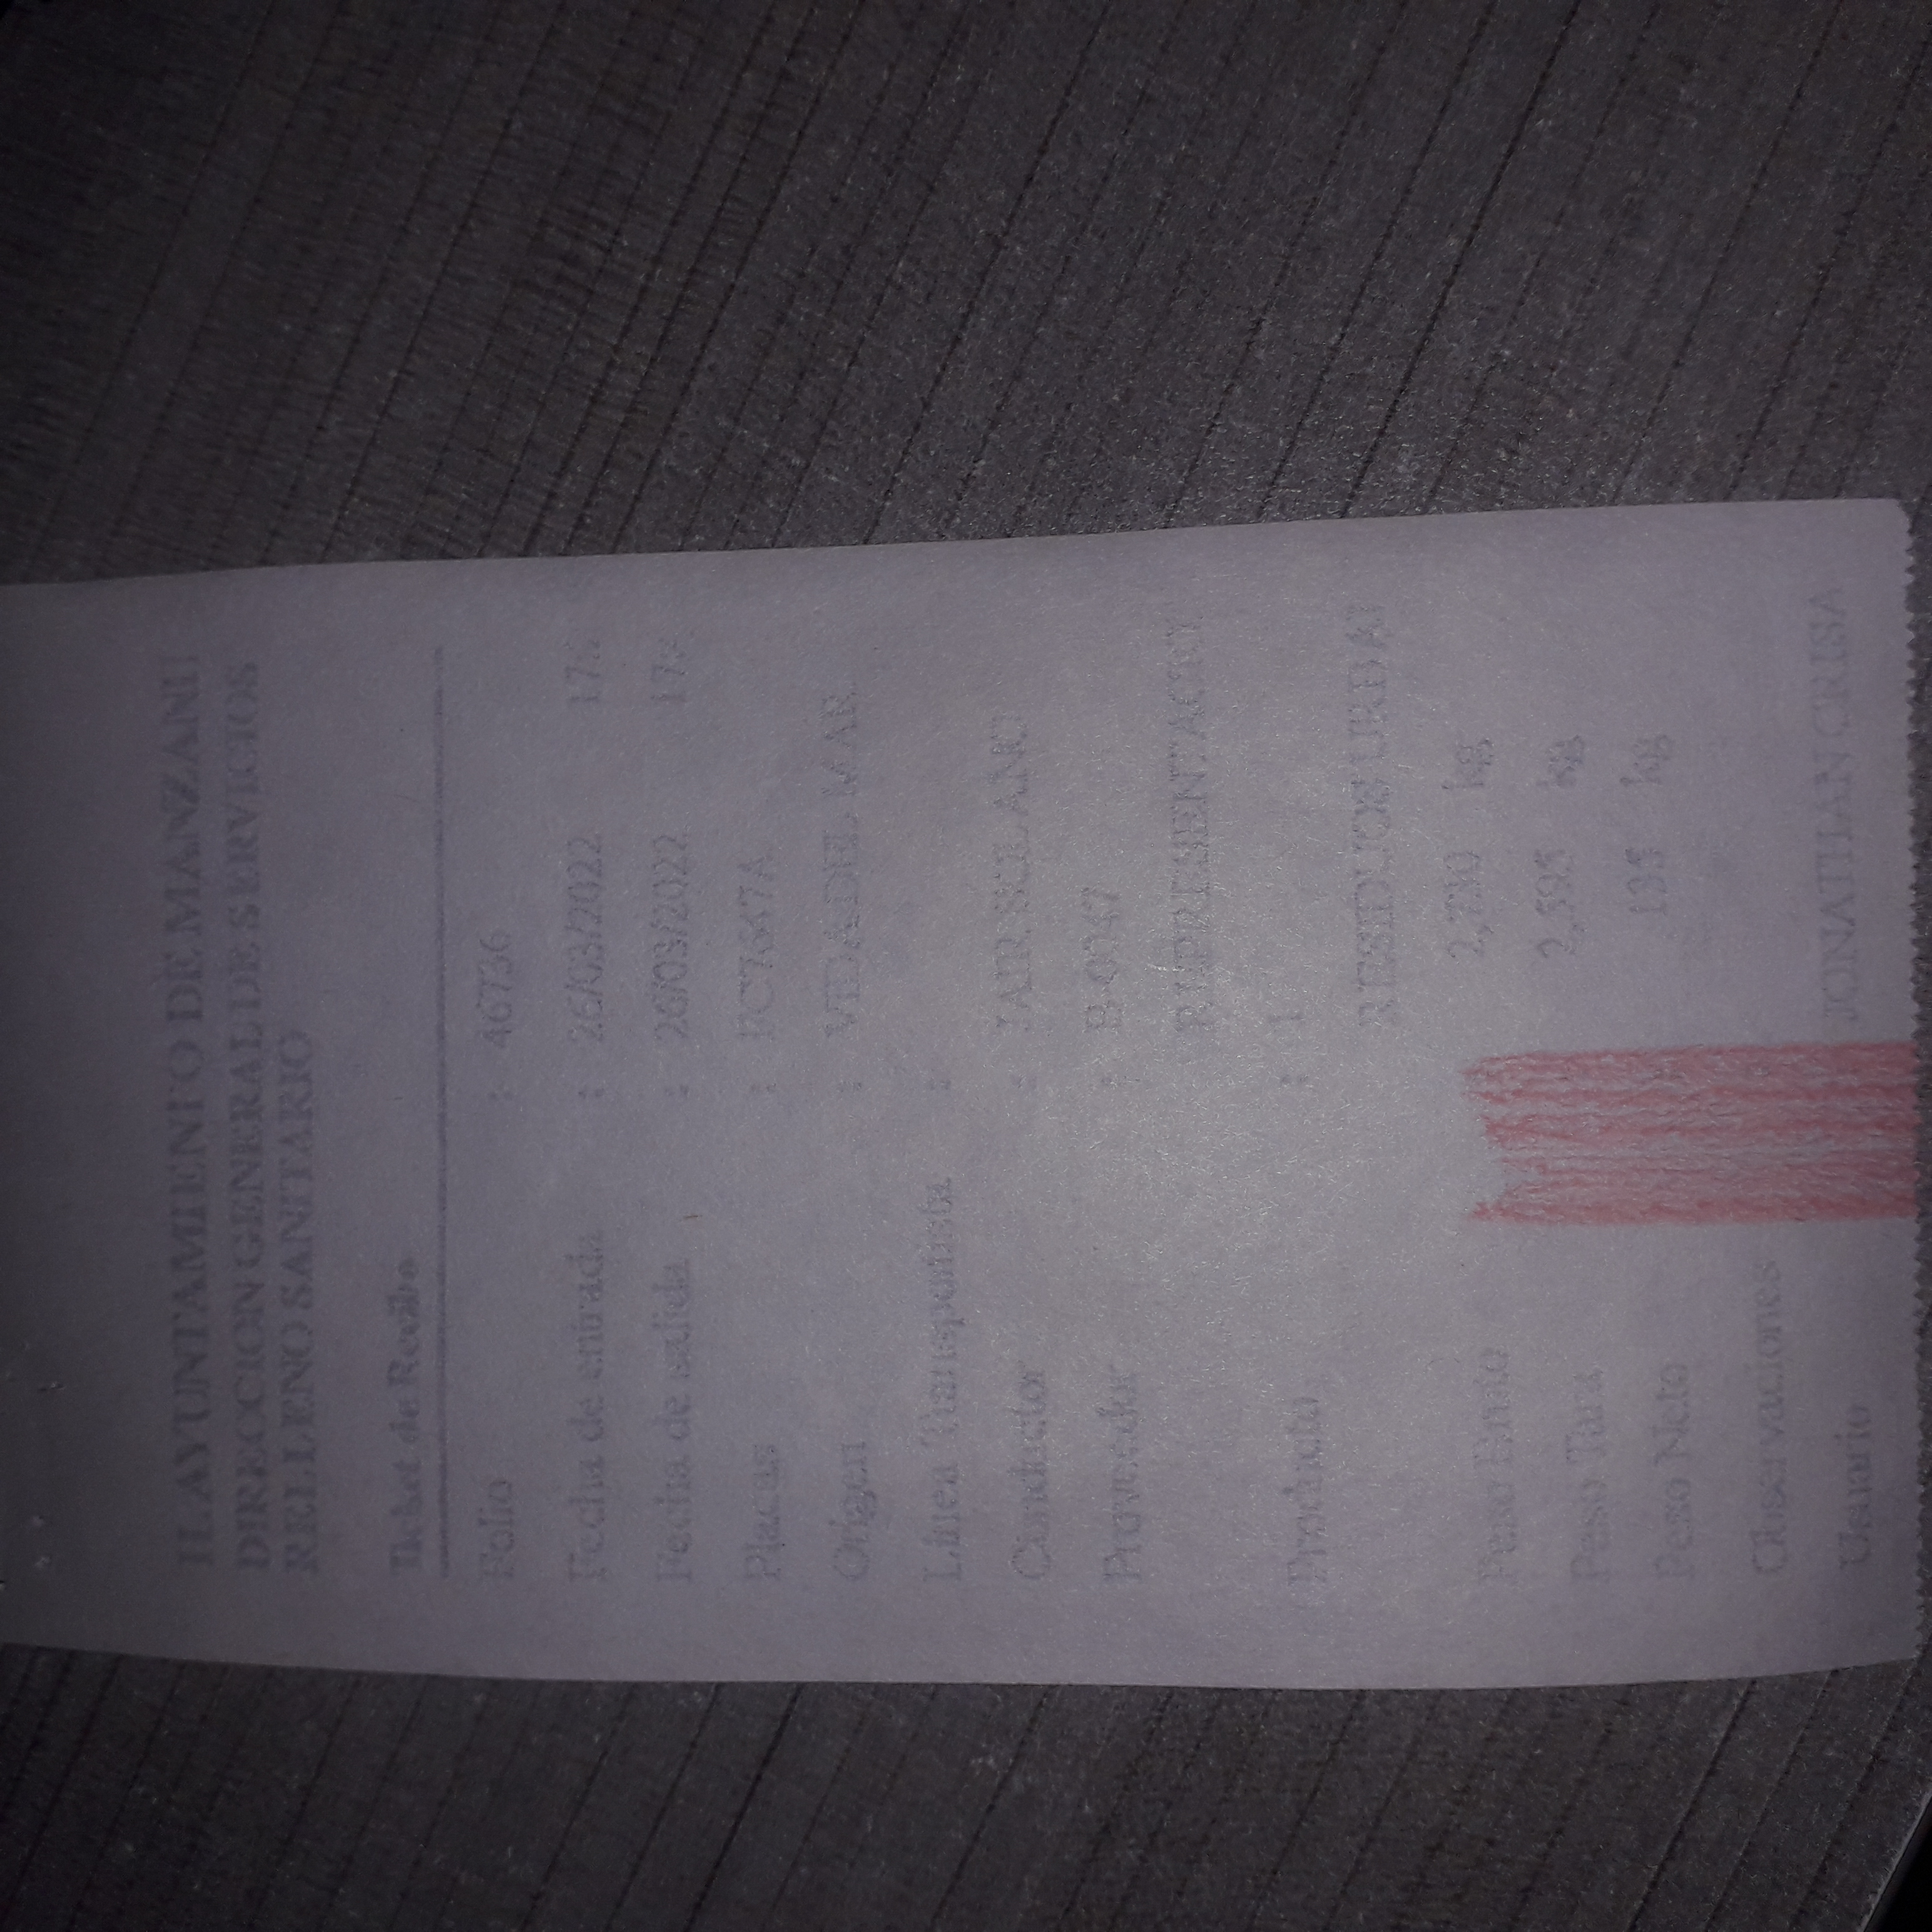 H. AYUNTAMIENTO DE MANZANI
DIRECCION GENERAL DE SERVICIOS
RELLENO SANITARIO
Ticket de Recibo
Folio : 46736
Fecha de entrada : 26/03/2022 17:
Fecha de salida : 26/03/2022 17:
Placas : FC7647A
Origen : VIDA DEL MAR
Línea Transportista :
Conductor : JAIR SOLANO
Proveedor : B-0047
REPRESENTACIO
Producto : 1
RESIDUOS URBA
Peso Bruto 2,730 kg
Peso Tara : 2,595 kg
Peso Neto : 135 kg
Observaciones :
Usuario JONATHAN CRISA